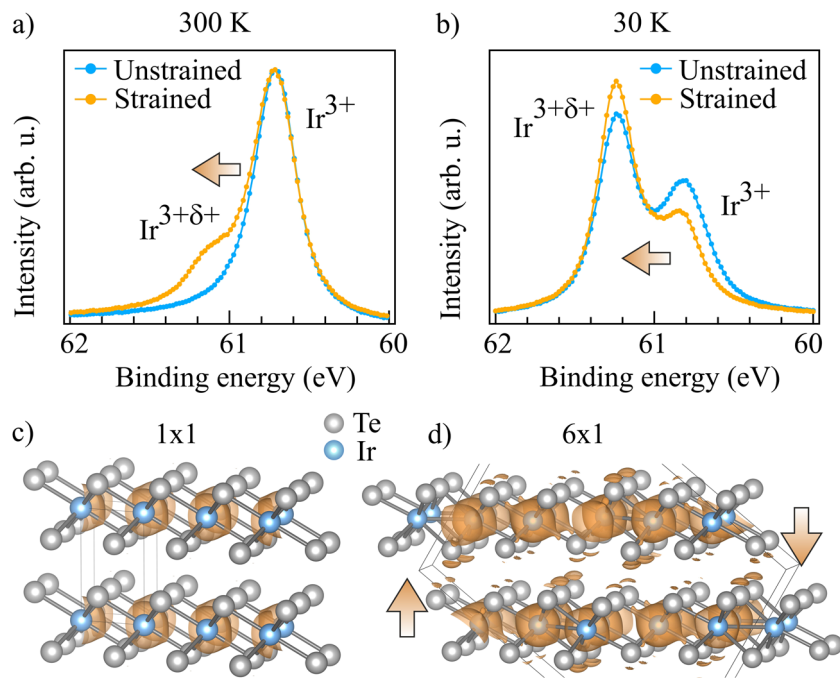 a) 300 K
Unstrained
Strained
Ir³⁺
Ir³⁺ᵟ⁺
Intensity (arb. u.)
62 61 60
Binding energy (eV)
b) 30 K
Unstrained
Strained
Ir³⁺ᵟ⁺
Ir³⁺
Intensity (arb. u.)
62 61 60
Binding energy (eV)
c) 1x1
Te
Ir
d) 6x1